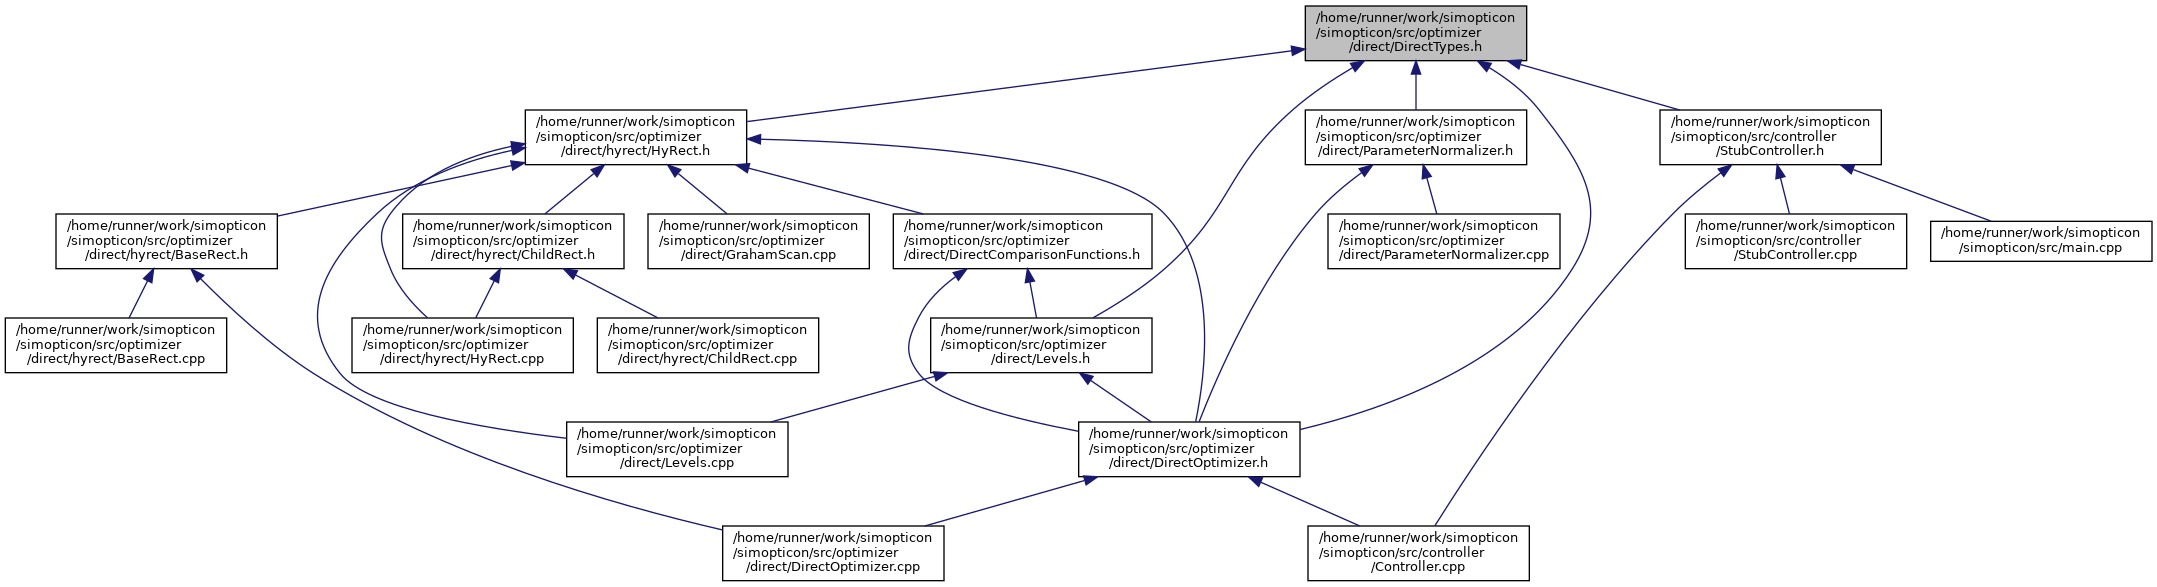 /home/runner/work/simopticon
/simopticon/src/optimizer
/direct/DirectTypes.h
/home/runner/work/simopticon
/simopticon/src/optimizer
/direct/hyrect/HyRect.h
/home/runner/work/simopticon
/simopticon/src/optimizer
/direct/ParameterNormalizer.h
/home/runner/work/simopticon
/simopticon/src/controller
/StubController.h
/home/runner/work/simopticon
/simopticon/src/optimizer
/direct/hyrect/BaseRect.h
/home/runner/work/simopticon
/simopticon/src/optimizer
/direct/hyrect/ChildRect.h
/home/runner/work/simopticon
/simopticon/src/optimizer
/direct/GrahamScan.cpp
/home/runner/work/simopticon
/simopticon/src/optimizer
/direct/DirectComparisonFunctions.h
/home/runner/work/simopticon
/simopticon/src/optimizer
/direct/ParameterNormalizer.cpp
/home/runner/work/simopticon
/simopticon/src/controller
/StubController.cpp
/home/runner/work/simopticon
/simopticon/src/main.cpp
/home/runner/work/simopticon
/simopticon/src/optimizer
/direct/hyrect/BaseRect.cpp
/home/runner/work/simopticon
/simopticon/src/optimizer
/direct/hyrect/HyRect.cpp
/home/runner/work/simopticon
/simopticon/src/optimizer
/direct/hyrect/ChildRect.cpp
/home/runner/work/simopticon
/simopticon/src/optimizer
/direct/Levels.h
/home/runner/work/simopticon
/simopticon/src/optimizer
/direct/Levels.cpp
/home/runner/work/simopticon
/simopticon/src/optimizer
/direct/DirectOptimizer.h
/home/runner/work/simopticon
/simopticon/src/optimizer
/direct/DirectOptimizer.cpp
/home/runner/work/simopticon
/simopticon/src/controller
/Controller.cpp